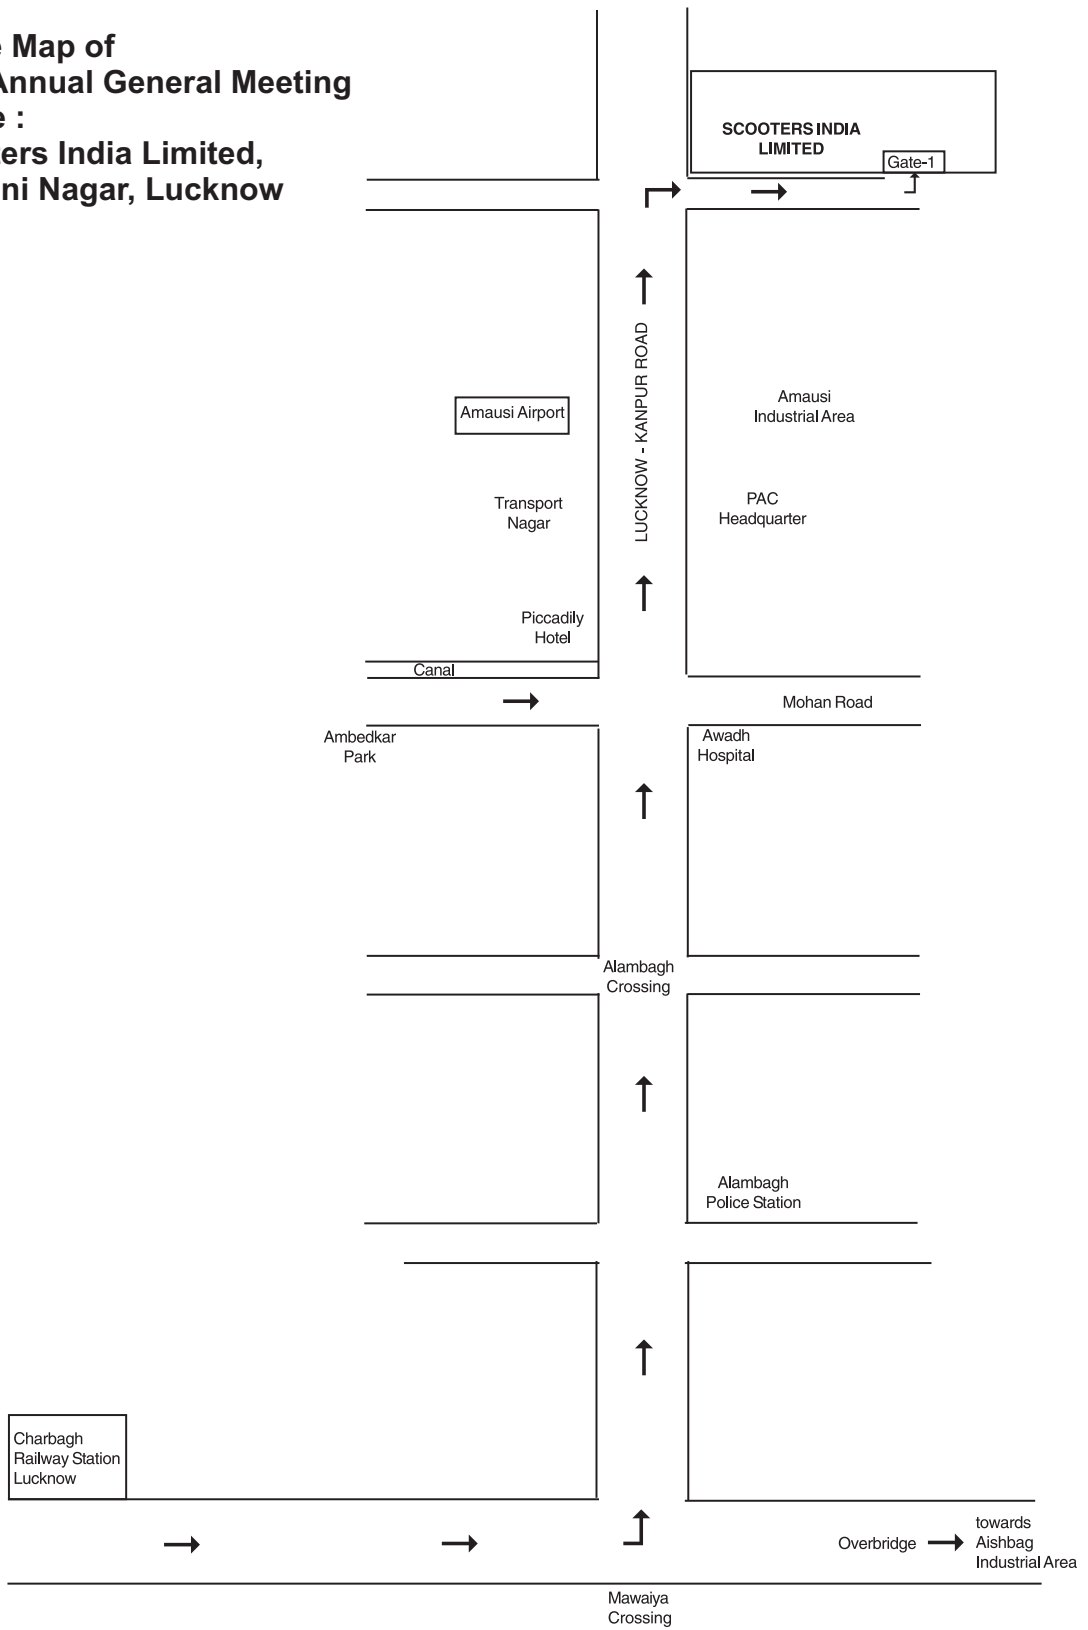 Map of
Annual General Meeting
:
India Limited,
Nagar, Lucknow
SCOOTERS INDIA
LIMITED
Gate-1
LUCKNOW - KANPUR ROAD
Amausi Airport
Amausi
Industrial Area
Transport
Nagar
PAC
Headquarter
Piccadily
Hotel
Canal
Mohan Road
Ambedkar
Park
Awadh
Hospital
Alambagh
Crossing
Alambagh
Police Station
Charbagh
Railway Station
Lucknow
Overbridge
towards
Aishbag
Industrial Area
Mawaiya
Crossing